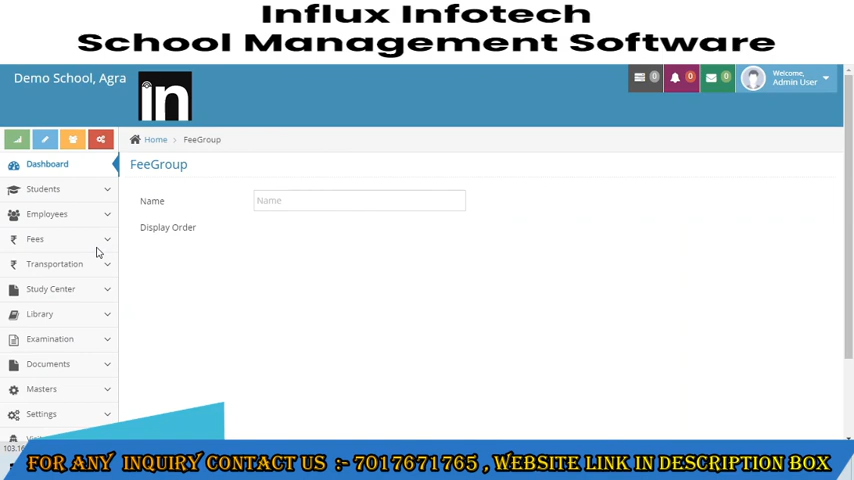 Influx Infotech
School Management Software
Demo School, Agra
in
0
0
0
Welcome,
Admin User
Home > FeeGroup
Dashboard
FeeGroup
Students
Name
Name
Employees
Display Order
Fees
Transportation
Study Center
Library
Examination
Documents
Masters
Settings
103.16
FOR ANY INQUIRY CONTACT US :- 7017671765 , WEBSITE LINK IN DESCRIPTION BOX